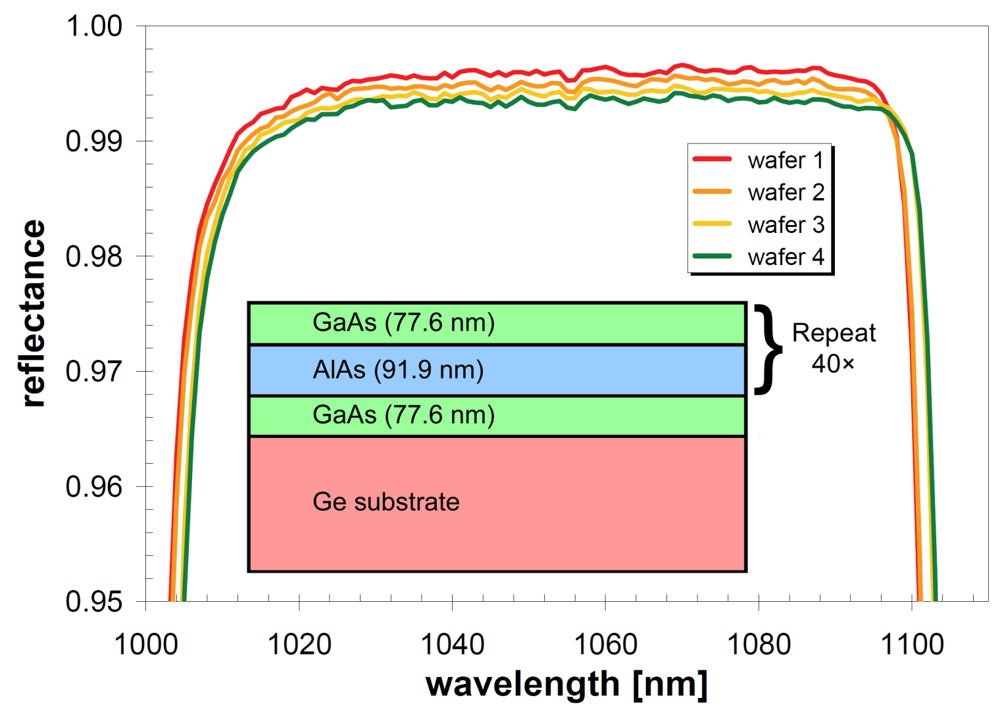 1.00
0.99
0.98
0.97
0.96
0.95
reflectance
wafer 1
wafer 2
wafer 3
wafer 4
GaAs (77.6 nm)
AlAs (91.9 nm)
GaAs (77.6 nm)
Ge substrate
Repeat
40×
1000 1020 1040 1060 1080 1100
wavelength [nm]